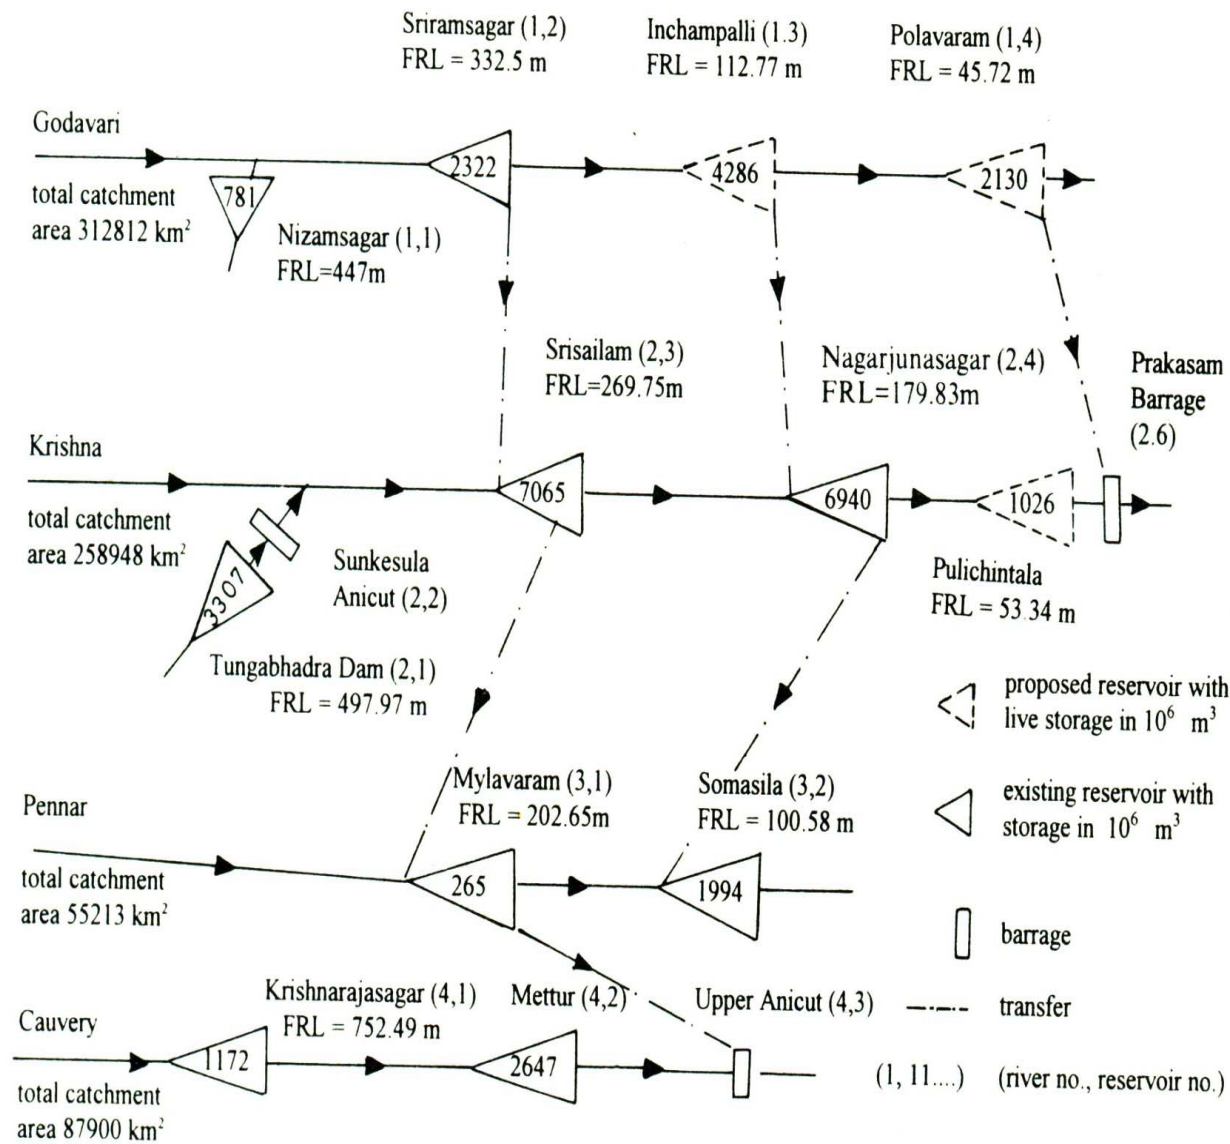 Sriramsagar (1,2)
FRL = 332.5 m
Inchampalli (1.3)
FRL = 112.77 m
Polavaram (1,4)
FRL = 45.72 m
Godavari
total catchment
area 312812 km²
781
2322
4286
2130
Nizamsagar (1,1)
FRL=447m
Srisailam (2,3)
FRL=269.75m
Nagarjunasagar (2,4)
FRL=179.83m
Prakasam
Barrage
(2.6)
Krishna
total catchment
area 258948 km²
7065
6940
1026
3307
Sunkesula
Anicut (2,2)
Pulichintala
FRL = 53.34 m
Tungabhadra Dam (2,1)
FRL = 497.97 m
proposed reservoir with
live storage in 10⁶ m³
Mylavaram (3,1)
FRL = 202.65m
Somasila (3,2)
FRL = 100.58 m
existing reservoir with
storage in 10⁶ m³
Pennar
total catchment
area 55213 km²
265
1994
barrage
Krishnarajasagar (4,1)
FRL = 752.49 m
Mettur (4,2)
Upper Anicut (4,3)
transfer
Cauvery
total catchment
area 87900 km²
1172
2647
(1, 11....) (river no., reservoir no.)